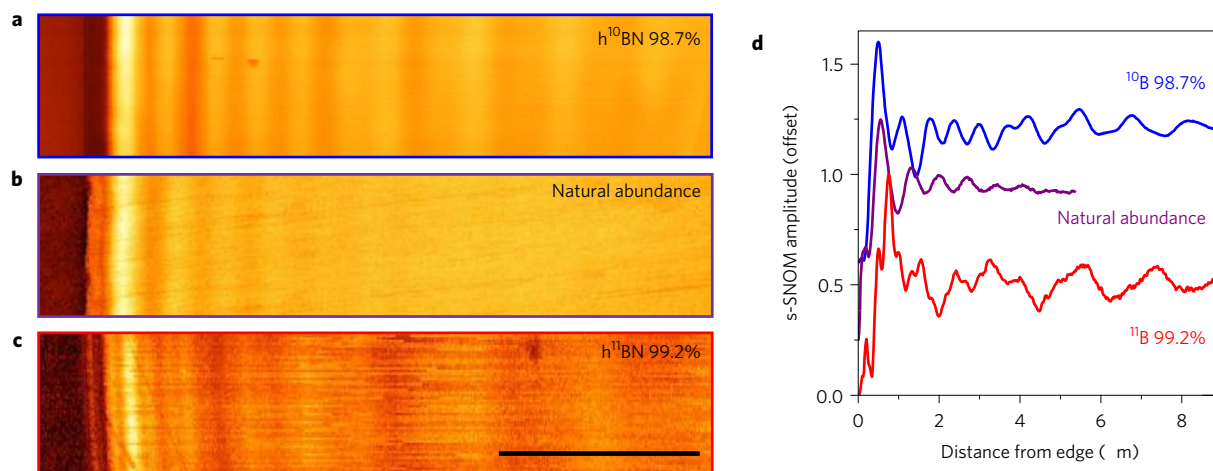 a
h¹⁰BN 98.7%
b
Natural abundance
c
h¹¹BN 99.2%
d
s-SNOM amplitude (offset)
1.5
1.0
0.5
0.0
¹⁰B 98.7%
Natural abundance
¹¹B 99.2%
0 2 4 6 8
Distance from edge ( m)